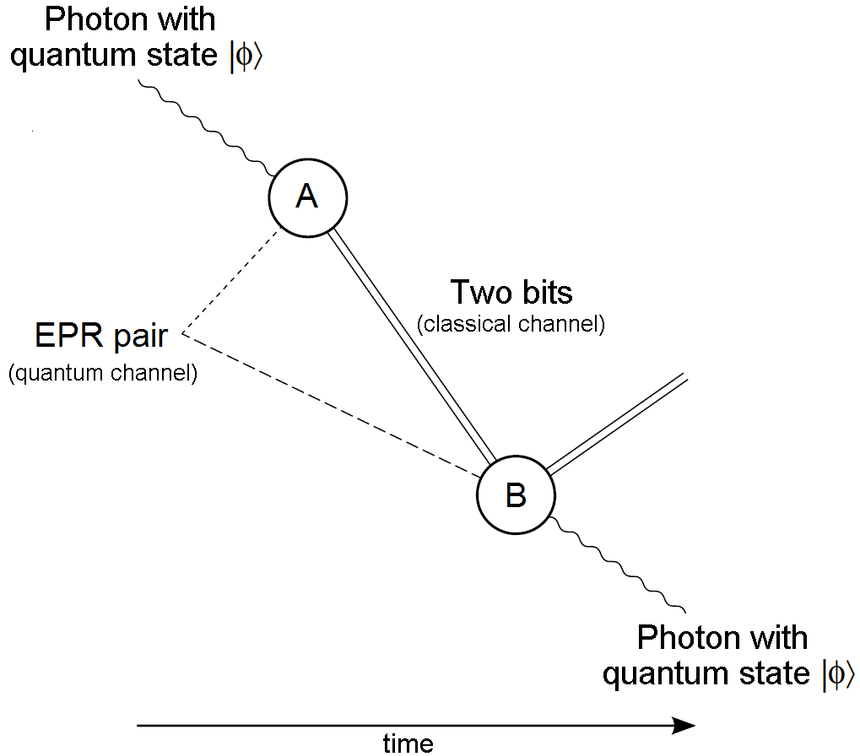 Photon with
quantum state |ϕ⟩
A
Two bits
(classical channel)
EPR pair
(quantum channel)
B
Photon with
quantum state |ϕ⟩
time